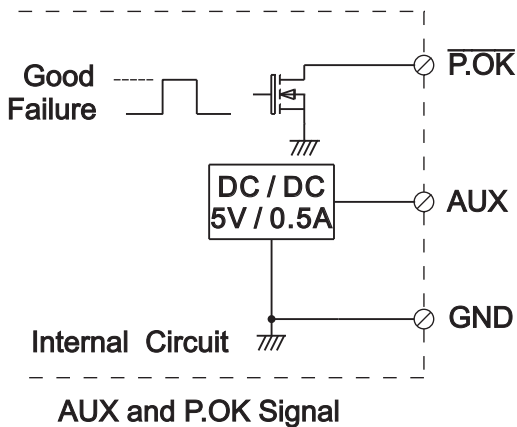 Good
Failure
P.OK
DC / DC
5V / 0.5A
AUX
GND
Internal Circuit
AUX and P.OK Signal